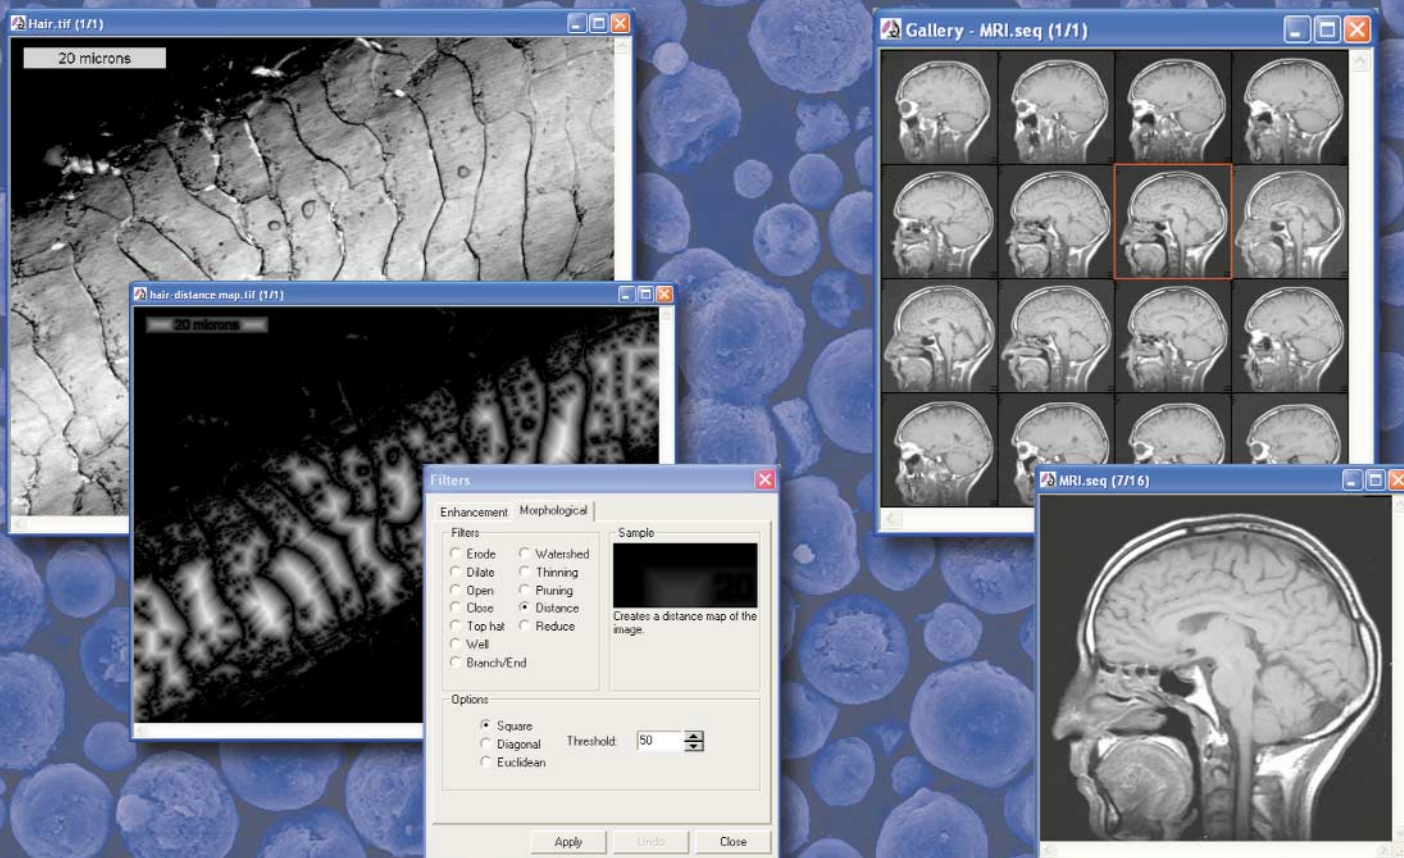 Hair.tif (1/1)
20 microns
Gallery - MRI.seq (1/1)
hair-distance map.tif (1/1)
20 microns
Filters
Enhancement Morphological
Filters
Erode Watershed
Dilate Thinning
Open Pruning
Close Distance
Top hat Reduce
Well
Branch/End
Sample
20
Creates a distance map of the
image.
Options
Square
Diagonal
Euclidean
Threshold: 50
Apply Undo Close
MRI.seq (7/16)